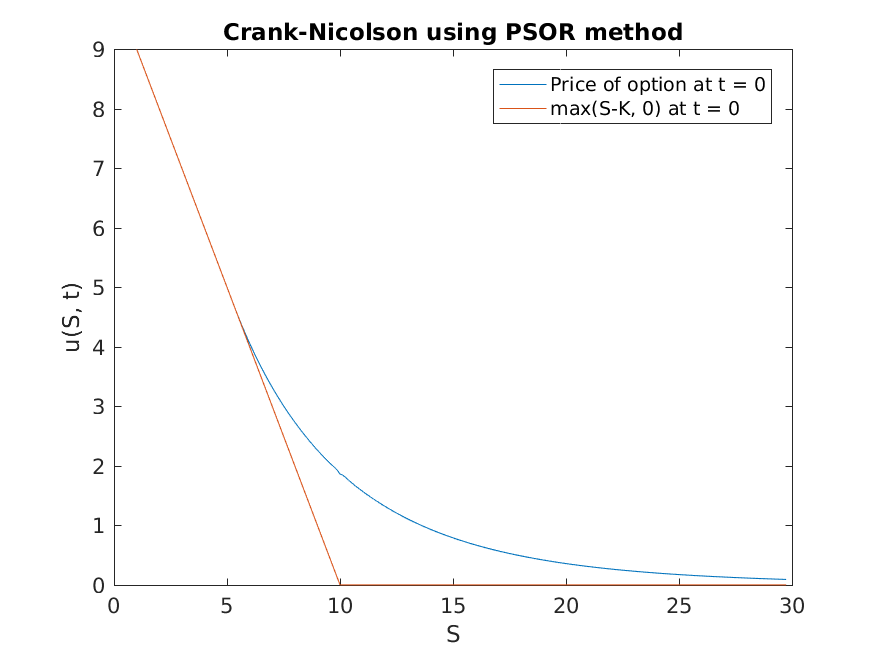 Crank-Nicolson using PSOR method
Price of option at t = 0
max(S-K, 0) at t = 0
u(S, t)
9
8
7
6
5
4
3
2
1
0
0 5 10 15 20 25 30
S